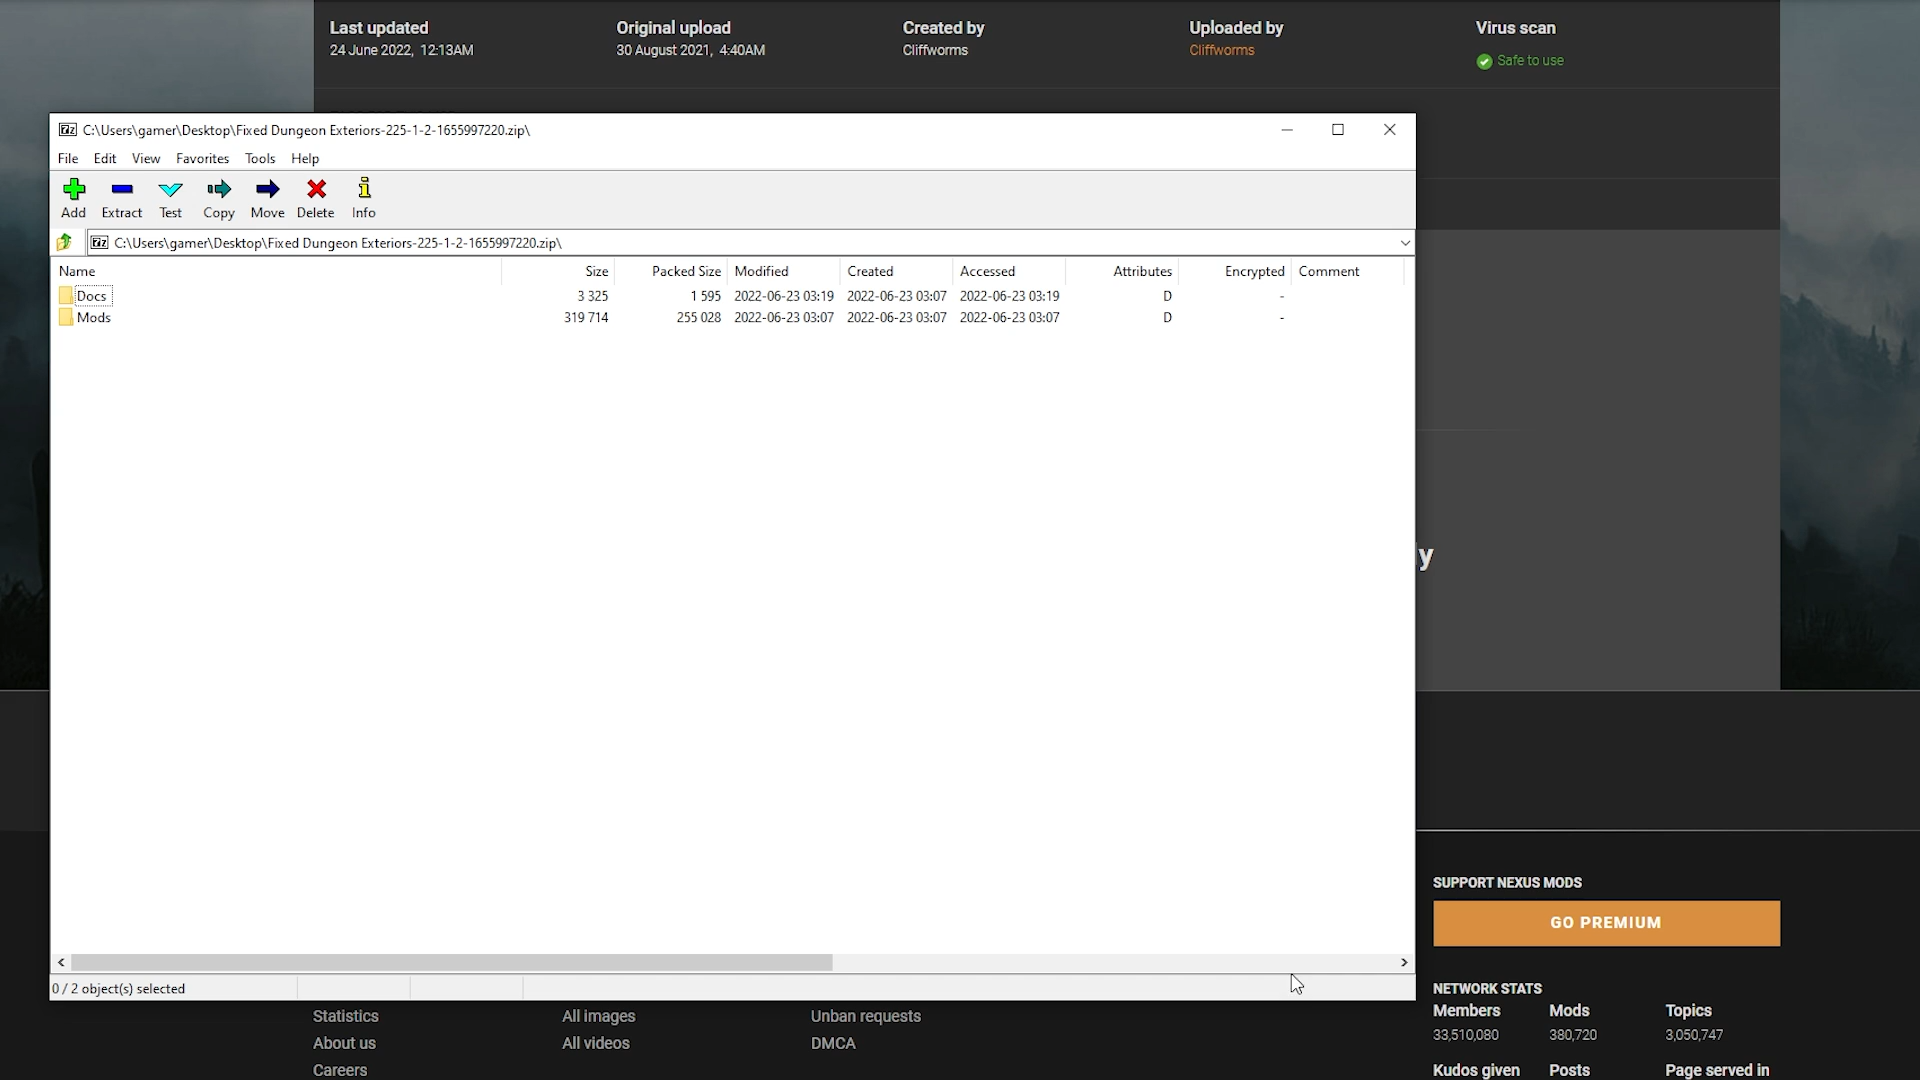 Last updated
24 June 2022, 12:13AM
Original upload
30 August 2021, 4:40AM
Created by
Cliffworms
Uploaded by
Cliffworms
Virus scan
Safe to use
C:\Users\gamer\Desktop\Fixed Dungeon Exteriors-225-1-2-1655997220.zip\
File Edit View Favorites Tools Help
Add Extract Test Copy Move Delete Info
C:\Users\gamer\Desktop\Fixed Dungeon Exteriors-225-1-2-1655997220.zip\
Name Size Packed Size Modified Created Accessed Attributes Encrypted Comment
Docs 3 325 1 595 2022-06-23 03:19 2022-06-23 03:07 2022-06-23 03:19 D -
Mods 319 714 255 028 2022-06-23 03:07 2022-06-23 03:07 2022-06-23 03:07 D -
y
0 / 2 object(s) selected
Statistics
About us
Careers
All images
All videos
Unban requests
DMCA
SUPPORT NEXUS MODS
GO PREMIUM
NETWORK STATS
Members Mods Topics
33,510,080 380,720 3,050,747
Kudos given Posts Page served in